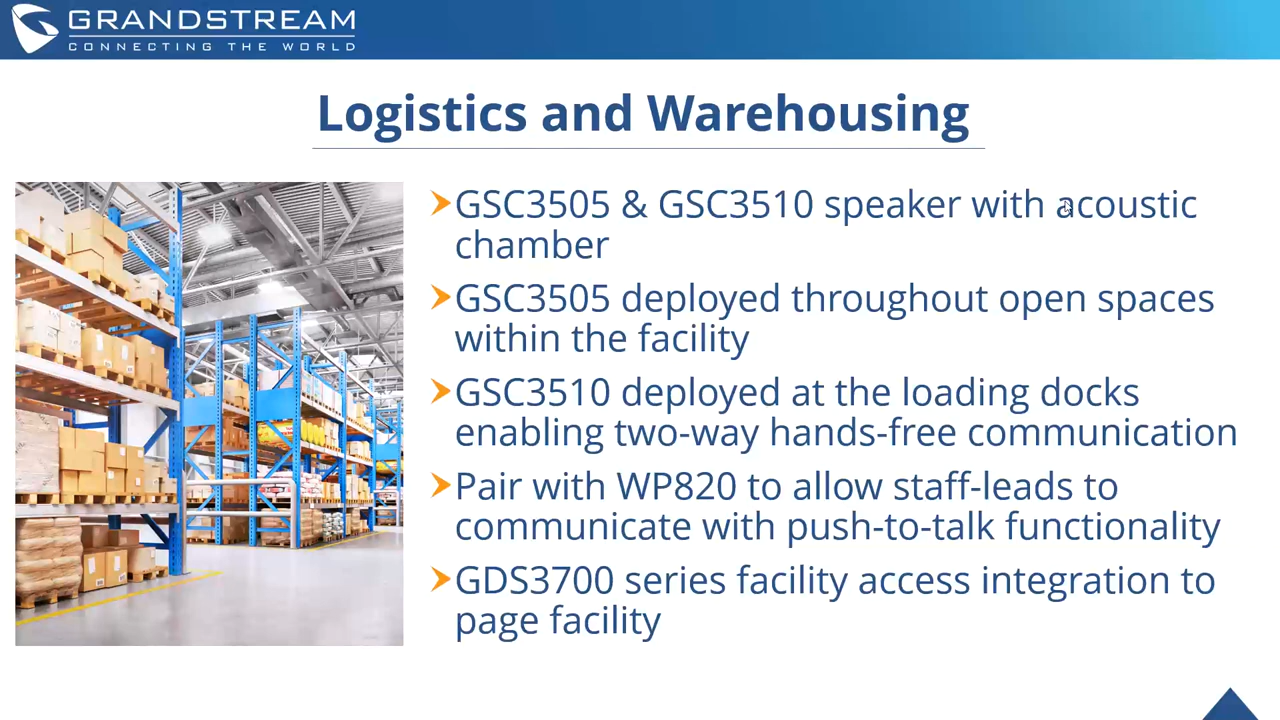 GRANDSTREAM
CONNECTING THE WORLD
Logistics and Warehousing
GSC3505 & GSC3510 speaker with acoustic
chamber
GSC3505 deployed throughout open spaces
within the facility
GSC3510 deployed at the loading docks
enabling two-way hands-free communication
Pair with WP820 to allow staff-leads to
communicate with push-to-talk functionality
GDS3700 series facility access integration to
page facility